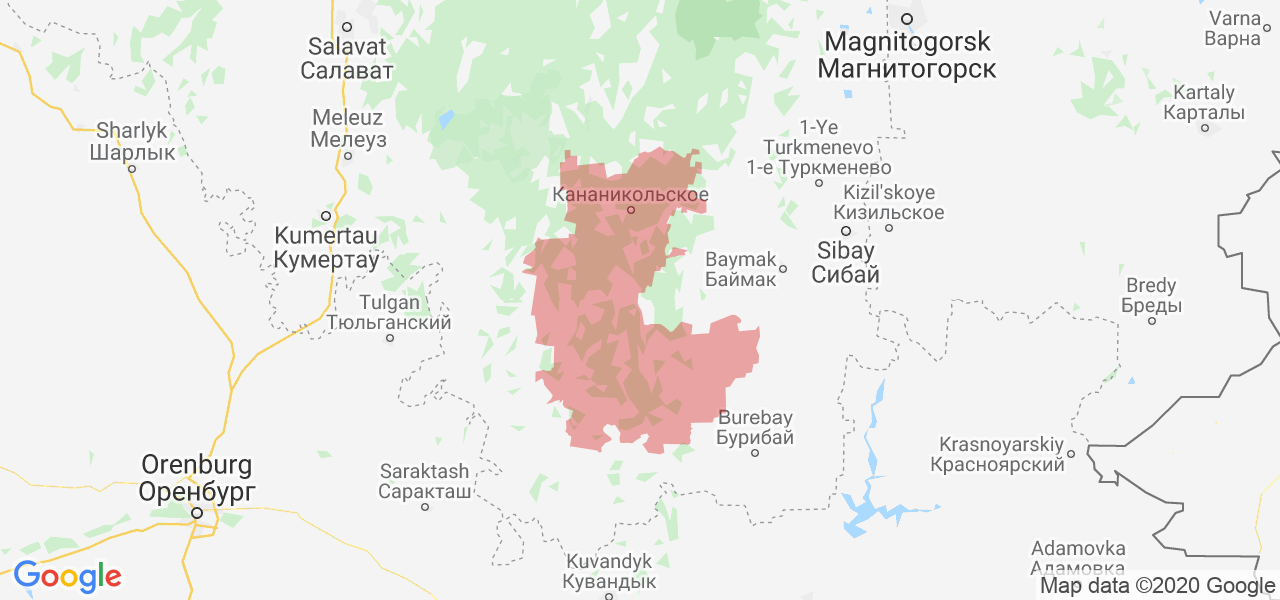 Salavat
Салават
Magnitogorsk
Магнитогорск
Varna
Варна
Meleuz
Мелеуз
Kartaly
Карталы
Sharlyk
Шарлык
1-Ye
Turkmenevo
1-е Туркменево
Кананикольское
Kizil'skoye
Кизильское
Kumertau
Кумертау
Sibay
Сибай
Baymak
Баймак
Tulgan
Тюльганский
Bredy
Бреды
Burebay
Бурибай
Krasnoyarskiy
Красноярский
Orenburg
Оренбург
Saraktash
Саракташ
Kuvandyk
Кувандык
Adamovka
Адамовка
Google
Map data ©2020 Google